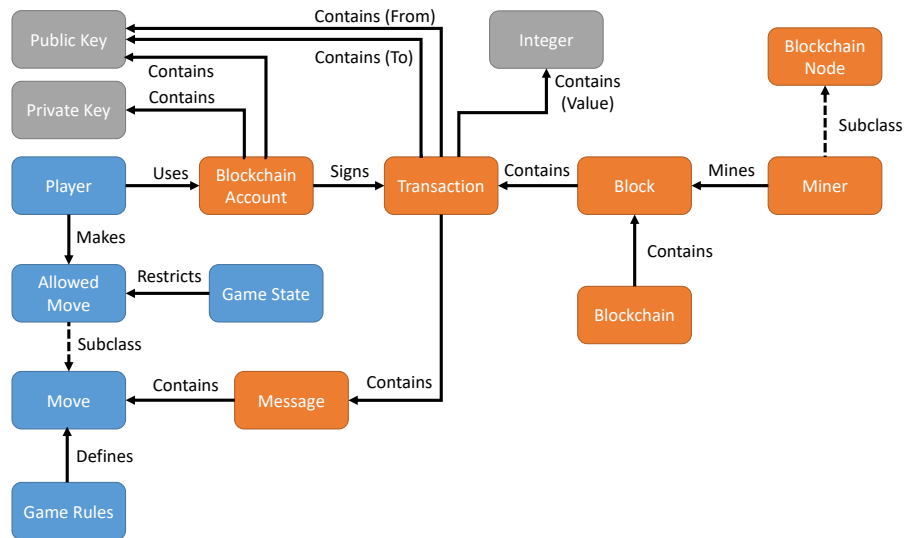 Contains (From)
Public Key
Contains (To)
Integer
Blockchain
Node
Contains
Contains
(Value)
Private Key
Contains
Subclass
Player
Uses
Blockchain
Account
Signs
Transaction
Contains
Block
Mines
Miner
Makes
Contains
Allowed
Move
Restricts
Game State
Blockchain
Subclass
Move
Contains
Message
Contains
Defines
Game Rules